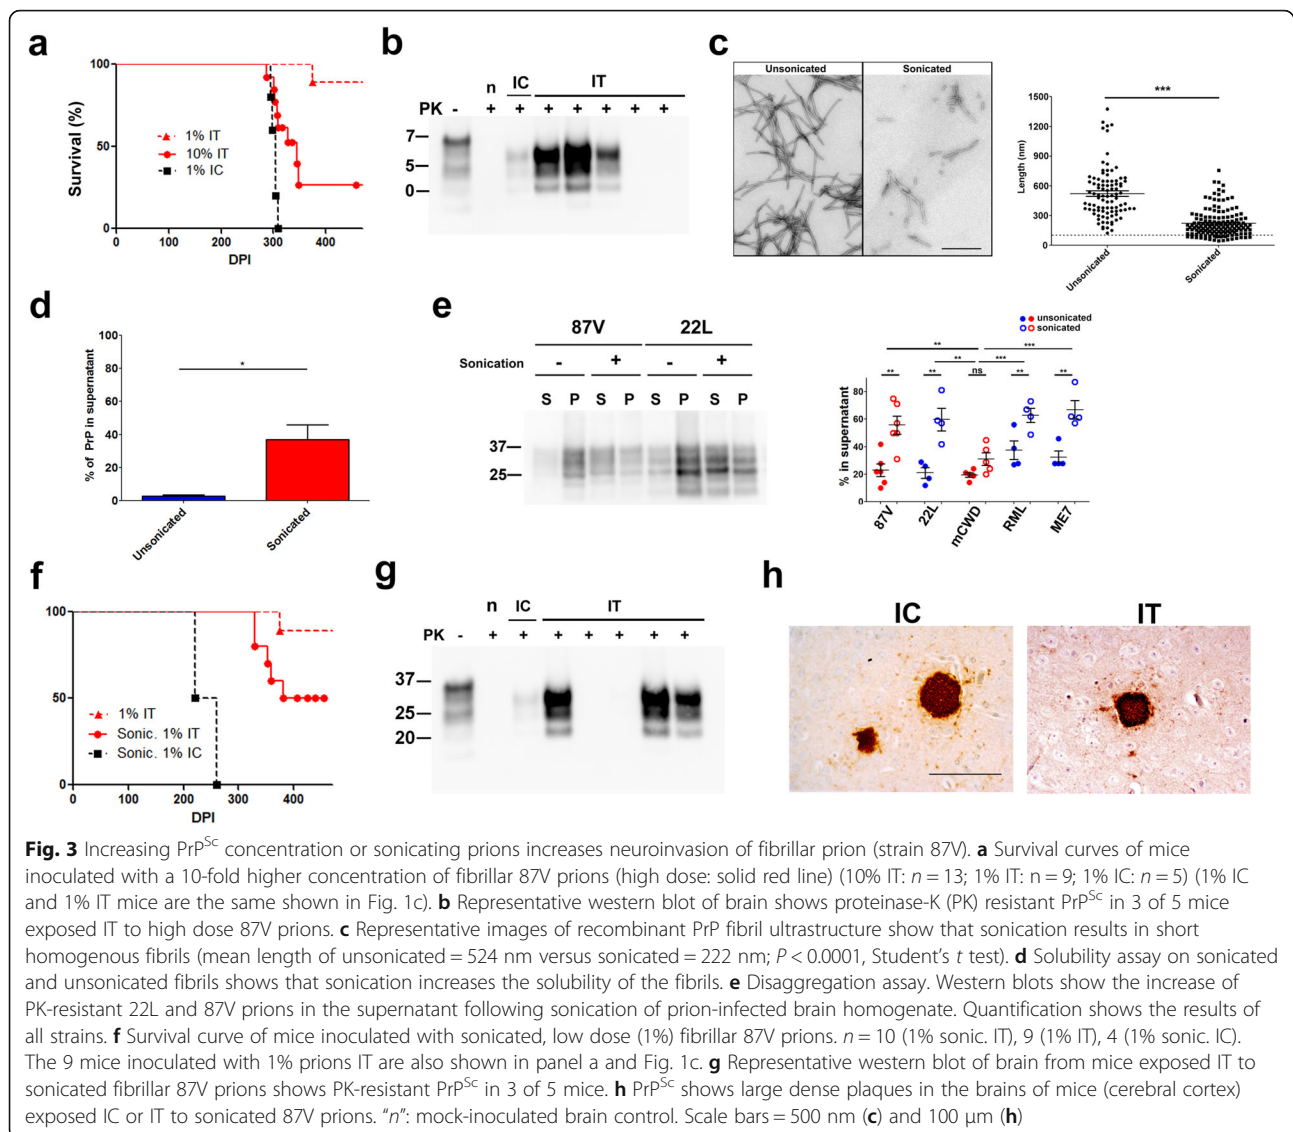 a
100
50
0
Survival (%)
1% IT
10% IT
1% IC
0 100 200 300 400
DPI
b
n IC IT
PK - + + + + + + +
7
5
0
c
Unsonicated Sonicated
***
1500
1200
900
600
300
0
Length (nm)
Unsonicated
Sonicated
d
100
80
60
40
20
0
% of PrP in supernatant
*
Unsonicated
Sonicated
e
87V 22L
Sonication - + - +
S P S P S P S P
37
25
unsonicated
sonicated
** ***
** ***
** ** ns ** **
80
60
40
20
0
% in supernatant
87V
22L
mCWD
RML
ME7
f
100
50
0
1% IT
Sonic. 1% IT
Sonic. 1% IC
0 100 200 300 400
DPI
g
n IC IT
PK - + + + + + + +
37
25
20
h
IC IT
Fig. 3 Increasing PrPSc concentration or sonicating prions increases neuroinvasion of fibrillar prion (strain 87V). a Survival curves of mice
inoculated with a 10-fold higher concentration of fibrillar 87V prions (high dose: solid red line) (10% IT: n = 13; 1% IT: n = 9; 1% IC: n = 5) (1% IC
and 1% IT mice are the same shown in Fig. 1c). b Representative western blot of brain shows proteinase-K (PK) resistant PrPSc in 3 of 5 mice
exposed IT to high dose 87V prions. c Representative images of recombinant PrP fibril ultrastructure show that sonication results in short
homogenous fibrils (mean length of unsonicated = 524 nm versus sonicated = 222 nm; P < 0.0001, Student's t test). d Solubility assay on sonicated
and unsonicated fibrils shows that sonication increases the solubility of the fibrils. e Disaggregation assay. Western blots show the increase of
PK-resistant 22L and 87V prions in the supernatant following sonication of prion-infected brain homogenate. Quantification shows the results of
all strains. f Survival curve of mice inoculated with sonicated, low dose (1%) fibrillar 87V prions. n = 10 (1% sonic. IT), 9 (1% IT), 4 (1% sonic. IC).
The 9 mice inoculated with 1% prions IT are also shown in panel a and Fig. 1c. g Representative western blot of brain from mice exposed IT to
sonicated fibrillar 87V prions shows PK-resistant PrPSc in 3 of 5 mice. h PrPSc shows large dense plaques in the brains of mice (cerebral cortex)
exposed IC or IT to sonicated 87V prions. "n": mock-inoculated brain control. Scale bars = 500 nm (c) and 100 μm (h)